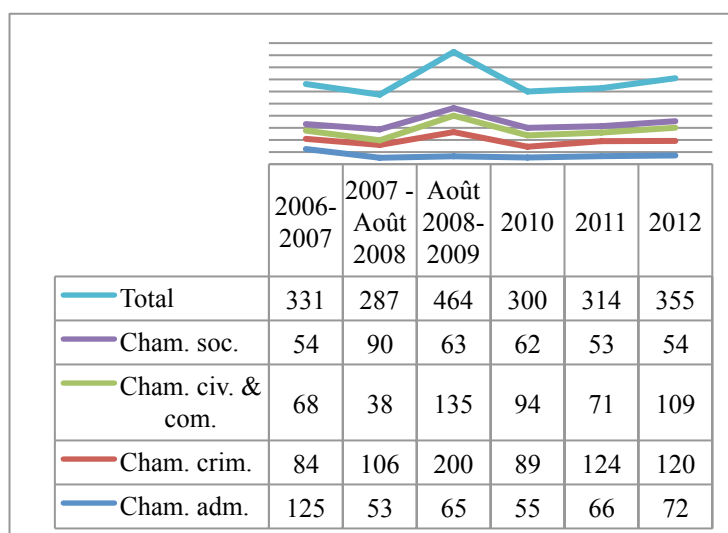 2006-
2007
2007 -
Août
2008
Août
2008-
2009
2010
2011
2012
Total 331 287 464 300 314 355
Cham. soc. 54 90 63 62 53 54
Cham. civ. &
com. 68 38 135 94 71 109
Cham. crim. 84 106 200 89 124 120
Cham. adm. 125 53 65 55 66 72